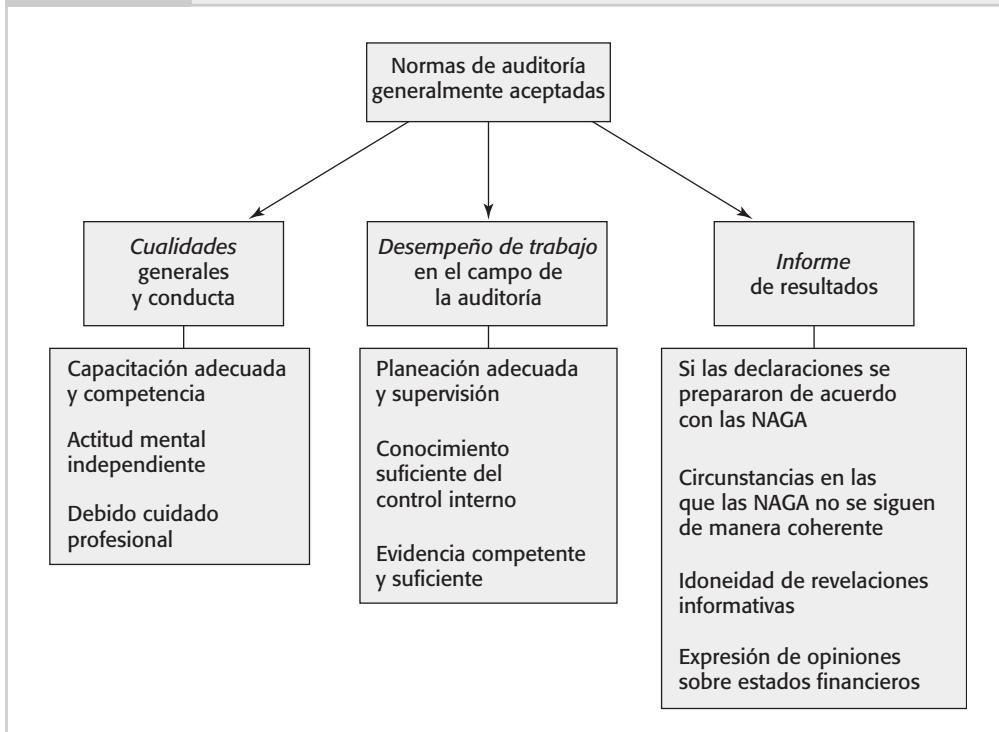 Normas de auditoría
generalmente aceptadas
Cualidades
generales
y conducta
Capacitación adecuada
y competencia
Actitud mental
independiente
Debido cuidado
profesional
Desempeño de trabajo
en el campo de
la auditoría
Planeación adecuada
y supervisión
Conocimiento
suficiente del
control interno
Evidencia competente
y suficiente
Informe
de resultados
Si las declaraciones se
prepararon de acuerdo
con las NAGA
Circunstancias en las
que las NAGA no se siguen
de manera coherente
Idoneidad de revelaciones
informativas
Expresión de opiniones
sobre estados financieros